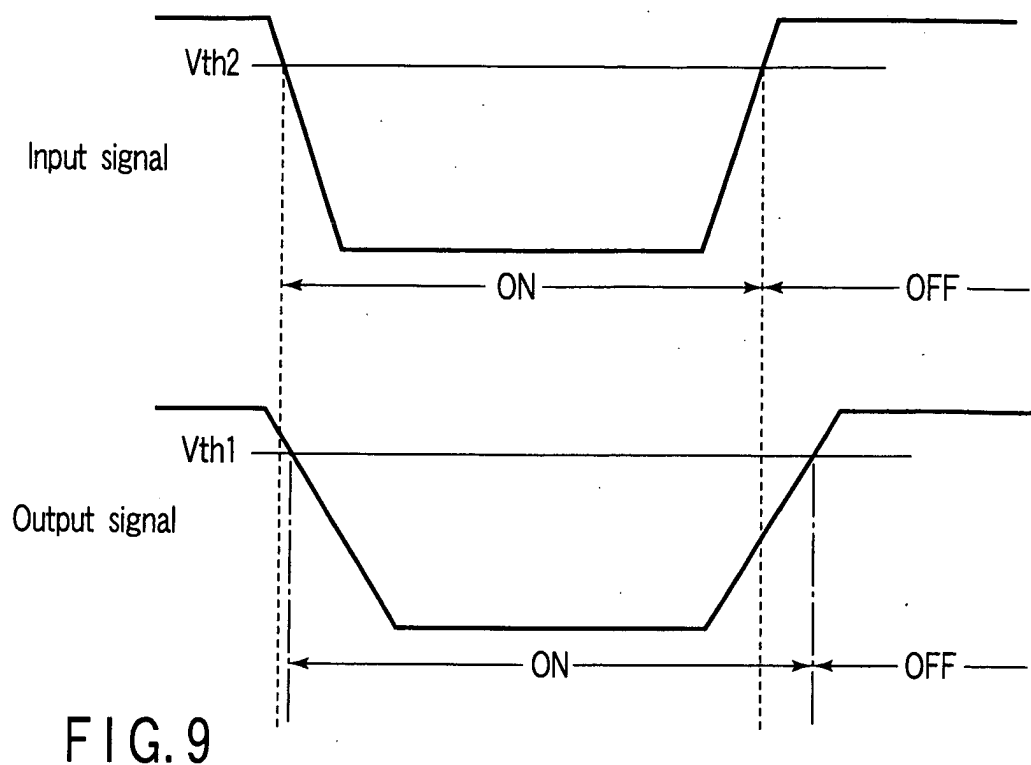 Vth2
Input signal
ON
OFF
Vth1
Output signal
ON
OFF
FIG. 9